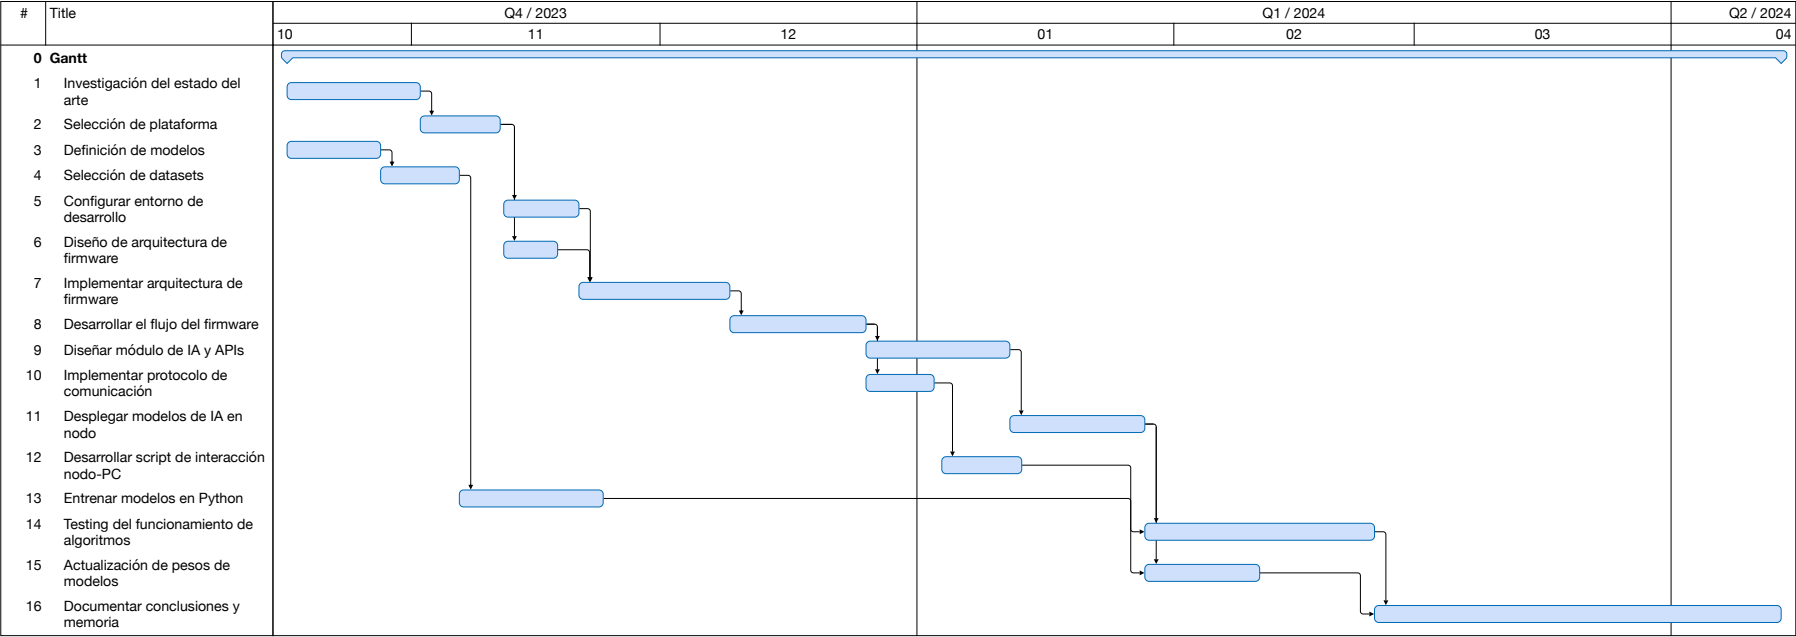 # Title Q4 / 2023 Q1 / 2024 Q2 / 2024
10 11 12 01 02 03 04
0 Gantt
1 Investigación del estado del
arte
2 Selección de plataforma
3 Definición de modelos
4 Selección de datasets
5 Configurar entorno de
desarrollo
6 Diseño de arquitectura de
firmware
7 Implementar arquitectura de
firmware
8 Desarrollar el flujo del firmware
9 Diseñar módulo de IA y APIs
10 Implementar protocolo de
comunicación
11 Desplegar modelos de IA en
nodo
12 Desarrollar script de interacción
nodo-PC
13 Entrenar modelos en Python
14 Testing del funcionamiento de
algoritmos
15 Actualización de pesos de
modelos
16 Documentar conclusiones y
memoria